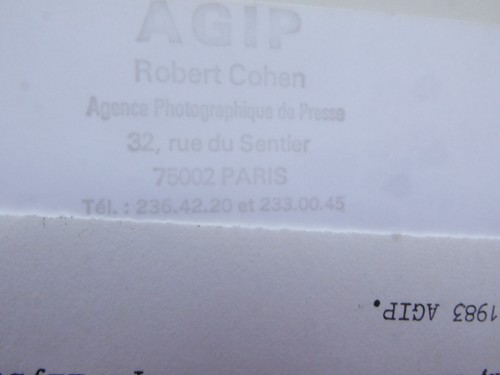 AGIP
Robert Cohen
Agence Photographique de Presse
32, rue du Sentier
75002 PARIS
Tél. : 236.42.20 et 233.00.45
1983 AGIP.